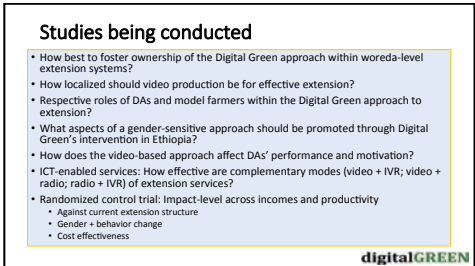 Studies being conducted
• How best to foster ownership of the Digital Green approach within woreda-level
extension systems?
• How localized should video production be for effective extension?
• Respective roles of DAs and model farmers within the Digital Green approach to
extension?
• What aspects of a gender-sensitive approach should be promoted through Digital
Green's intervention in Ethiopia?
• How does the video-based approach affect DAs' performance and motivation?
• ICT-enabled services: How effective are complementary modes (video + IVR; video +
radio; radio + IVR) of extension services?
• Randomized control trial: Impact-level across incomes and productivity
• Against current extension structure
• Gender + behavior change
• Cost effectiveness
digitalGREEN